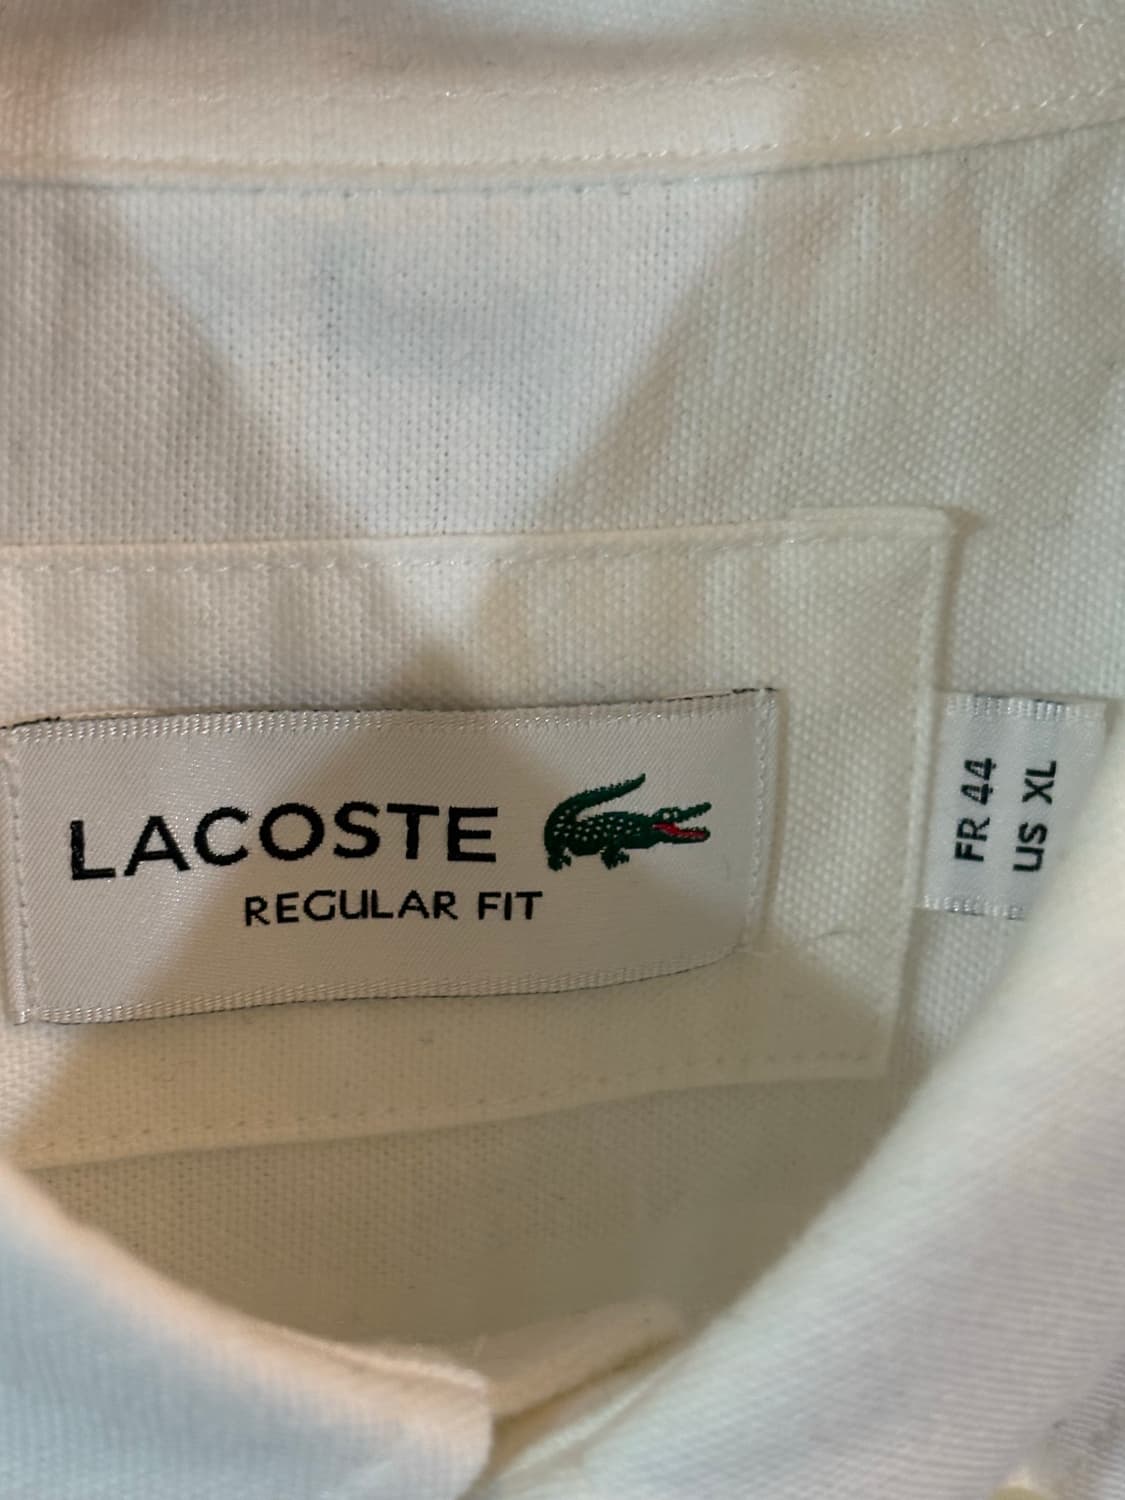 LACOSTE
REGULAR FIT
FR 44
US XL